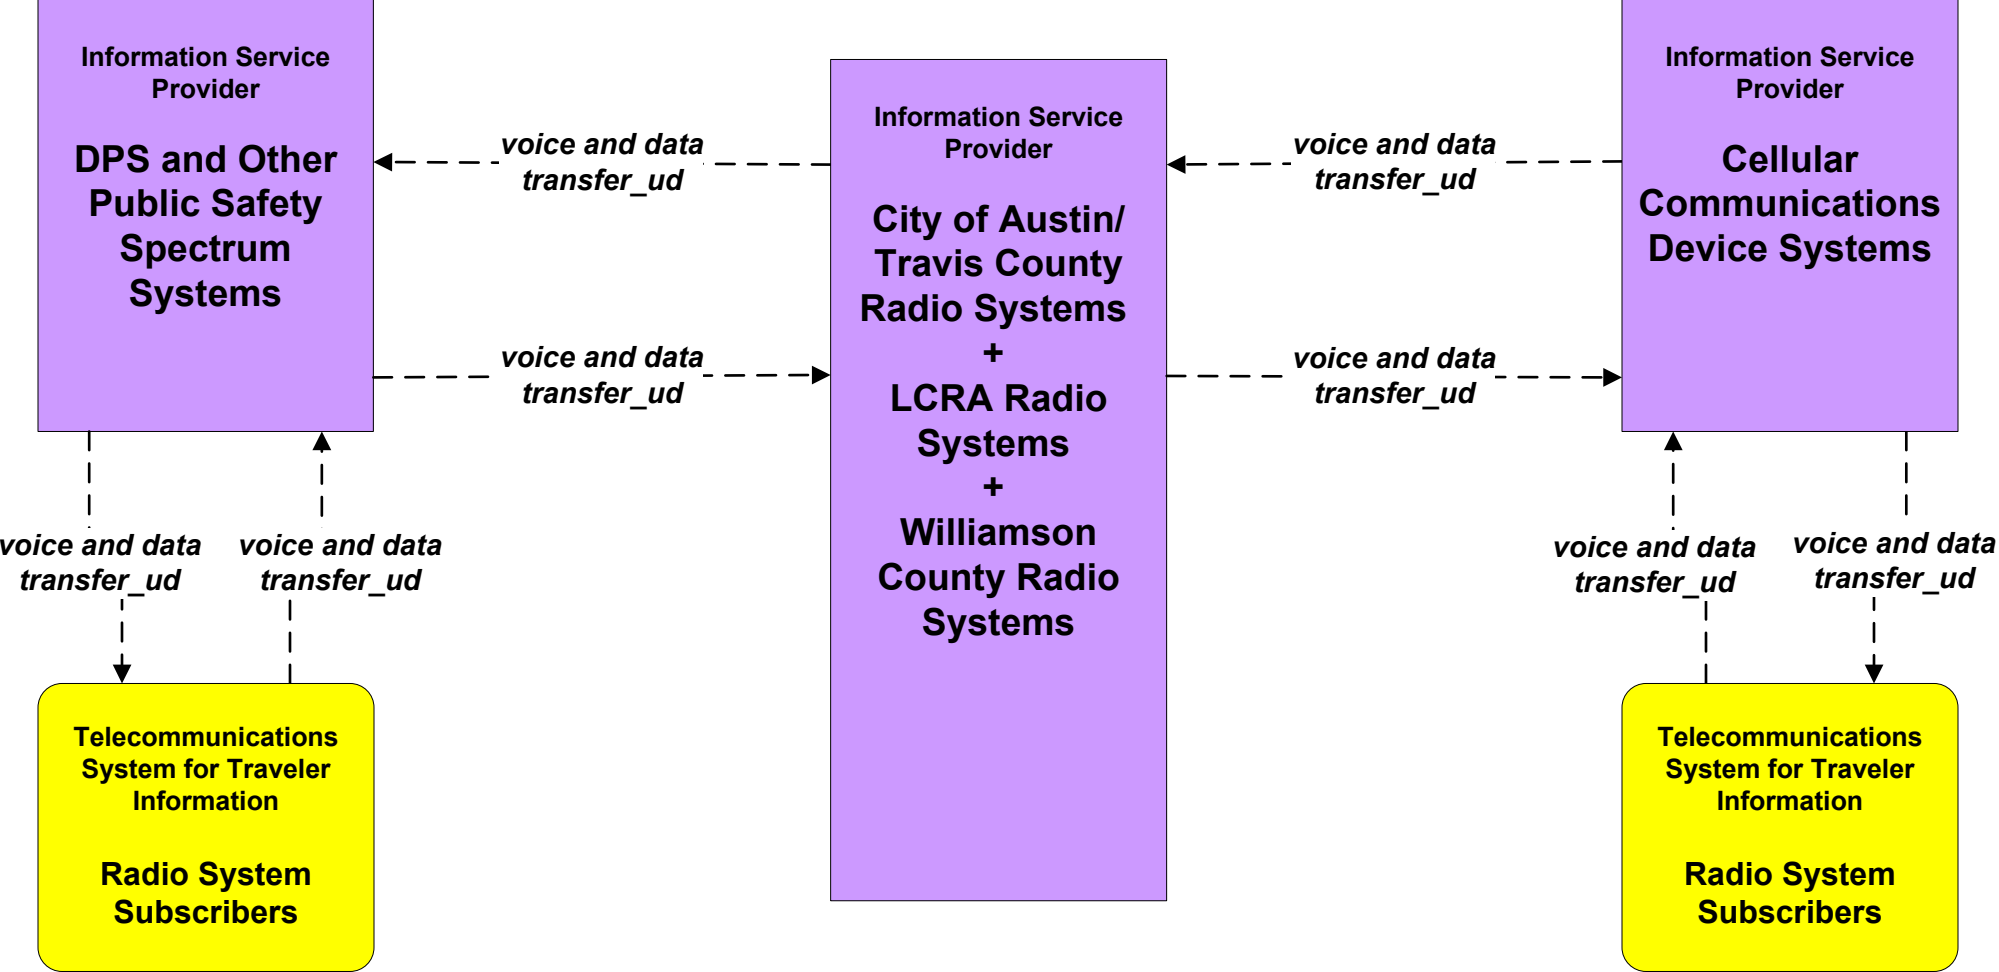 Information Service
Provider
DPS and Other
Public Safety
Spectrum
Systems
voice and data
transfer_ud
voice and data
transfer_ud
Information Service
Provider
City of Austin/
Travis County
Radio Systems
+
LCRA Radio
Systems
+
Williamson
County Radio
Systems
voice and data
transfer_ud
voice and data
transfer_ud
Information Service
Provider
Cellular
Communications
Device Systems
voice and data
transfer_ud
voice and data
transfer_ud
voice and data
transfer_ud
voice and data
transfer_ud
Telecommunications
System for Traveler
Information
Radio System
Subscribers
Telecommunications
System for Traveler
Information
Radio System
Subscribers